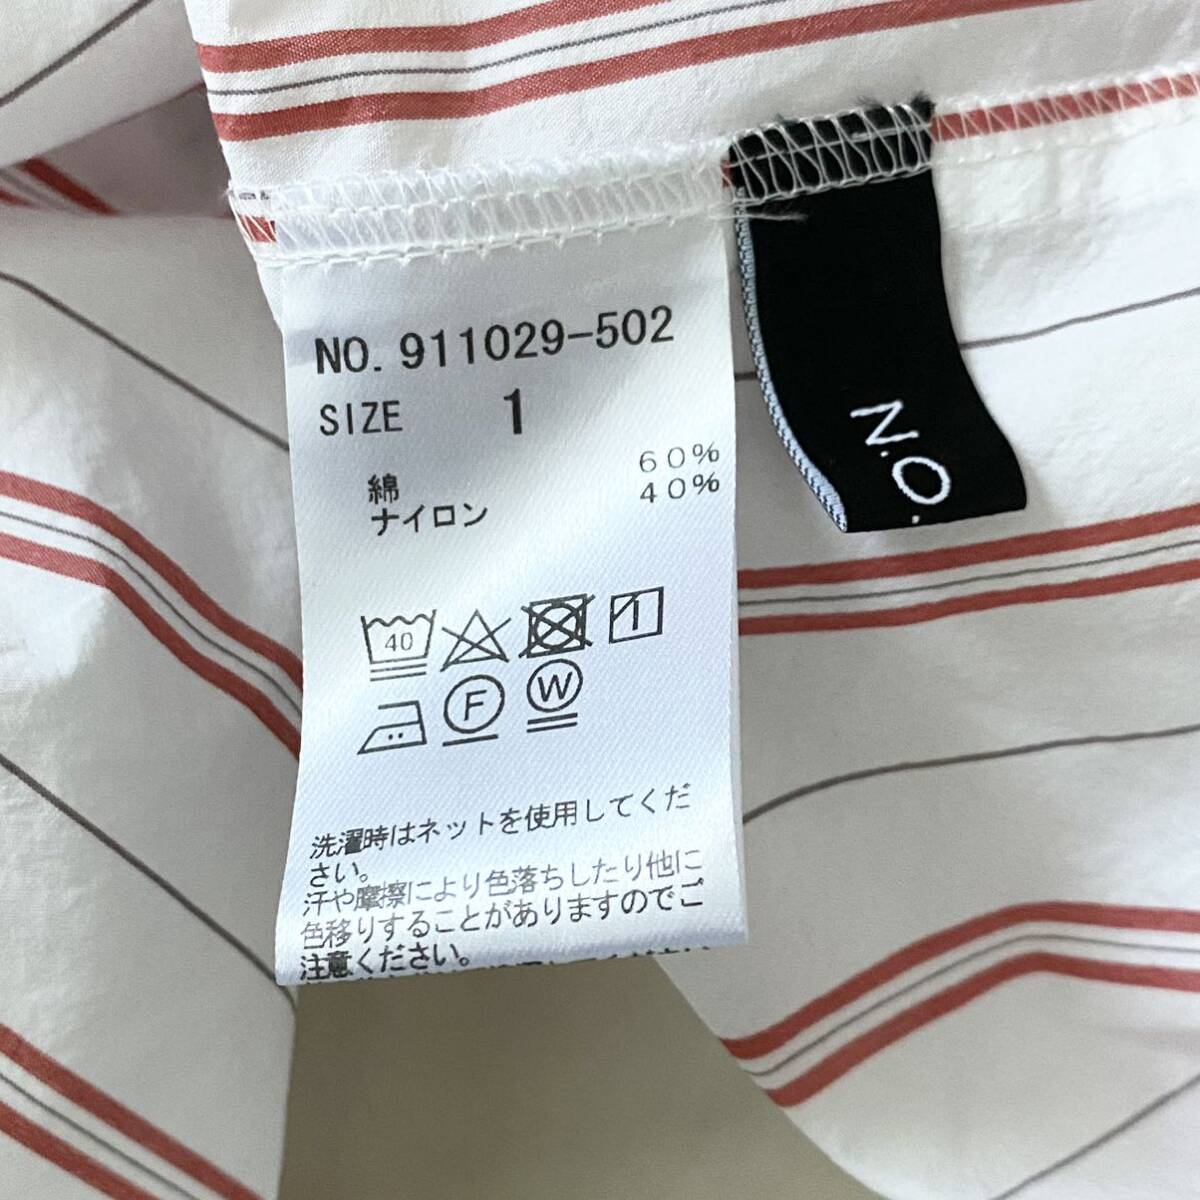 NO. 911029-502
SIZE 1
綿 60%
ナイロン 40%
40
1
F
W
洗濯時はネットを使用してくだ
さい。
汗や摩擦により色落ちしたり他に
色移りすることがありますのでご
注意ください。
N.O.